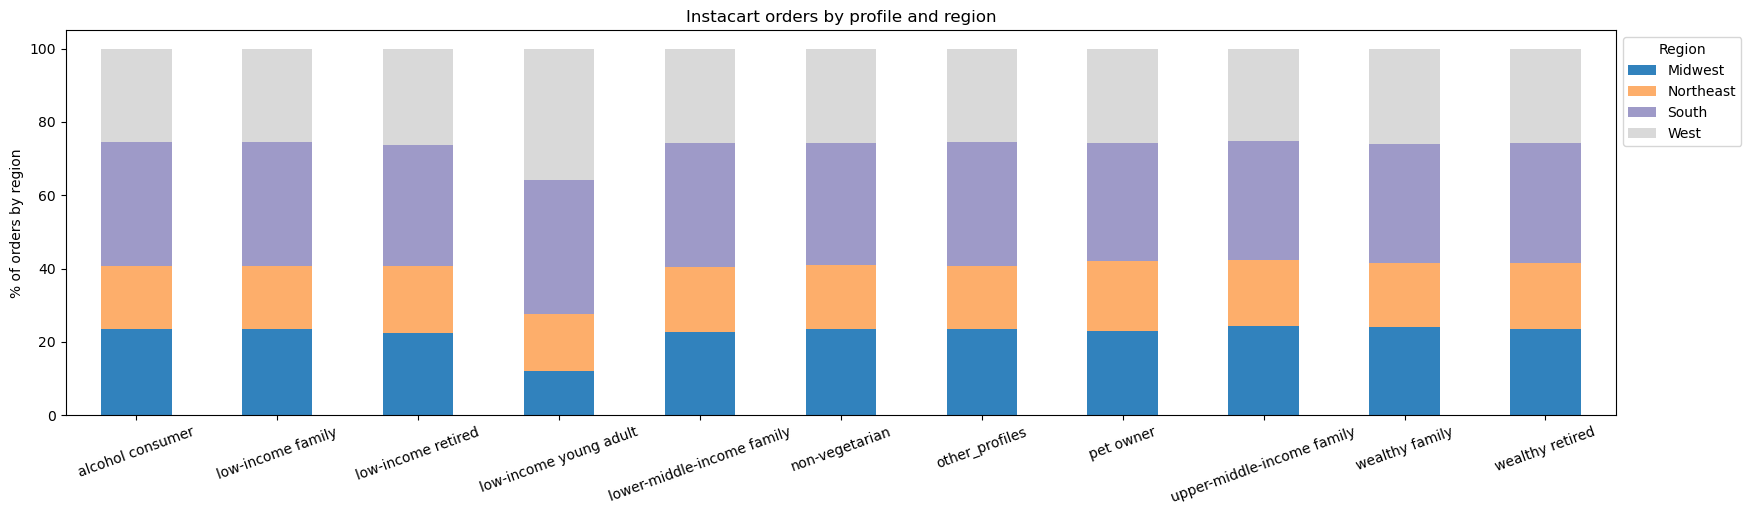 Instacart orders by profile and region
% of orders by region
100
80
60
40
20
0
alcohol consumer
low-income family
low-income retired
low-income young adult
lower-middle-income family
non-vegetarian
other_profiles
pet owner
upper-middle-income family
wealthy family
wealthy retired
Region
Midwest
Northeast
South
West